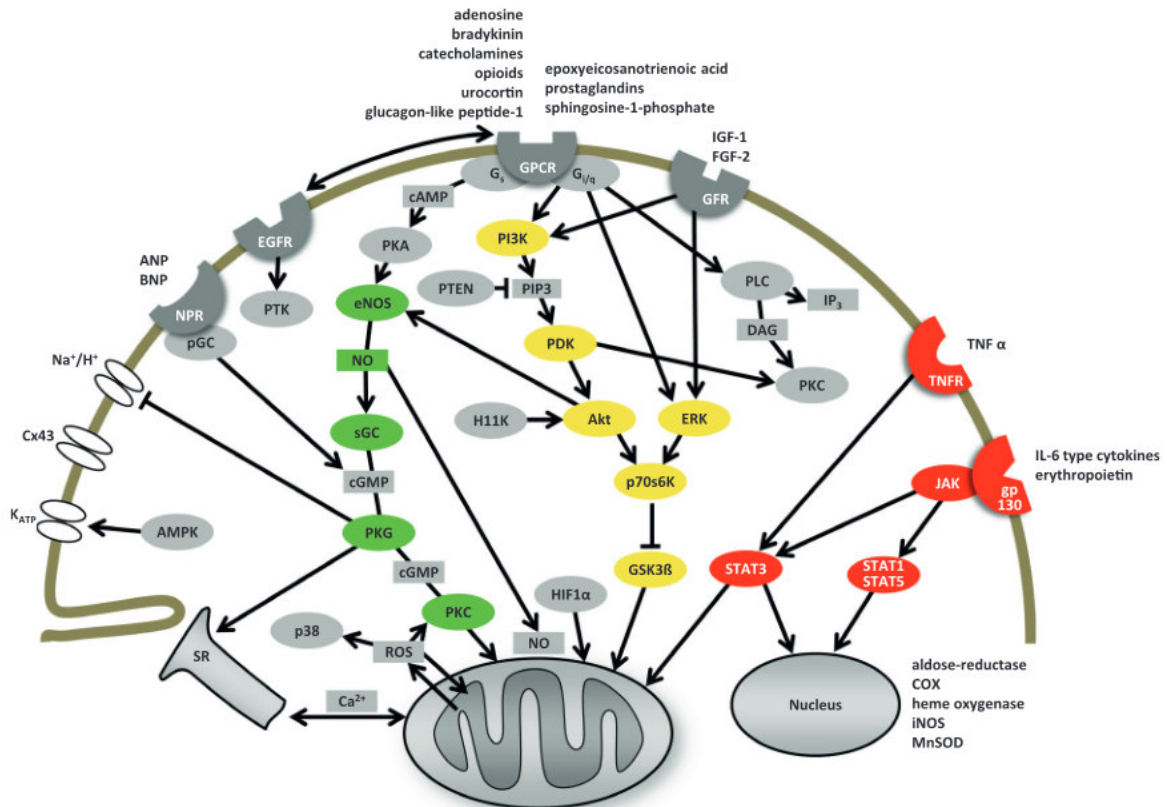 adenosine
bradykinin
catecholamines
opioids
urocortin
glucagon-like peptide-1
epoxyeicosanotrienoic acid
prostaglandins
sphingosine-1-phosphate
IGF-1
FGF-2
GPCR
Gs
Gi/q
GFR
cAMP
EGFR
PKA
PI3K
ANP
BNP
PLC
IP3
PTEN
PIP3
PTK
eNOS
NPR
pGC
DAG
TNF α
Na⁺/H⁺
NO
PDK
PKC
TNFR
H11K
Akt
ERK
Cx43
sGC
IL-6 type cytokines
erythropoietin
cGMP
p70s6K
JAK
gp
130
KATP
AMPK
PKG
cGMP
GSK3ß
STAT3
STAT1
STAT5
HIF1α
PKC
p38
ROS
NO
SR
Ca²⁺
Nucleus
aldose-reductase
COX
heme oxygenase
iNOS
MnSOD